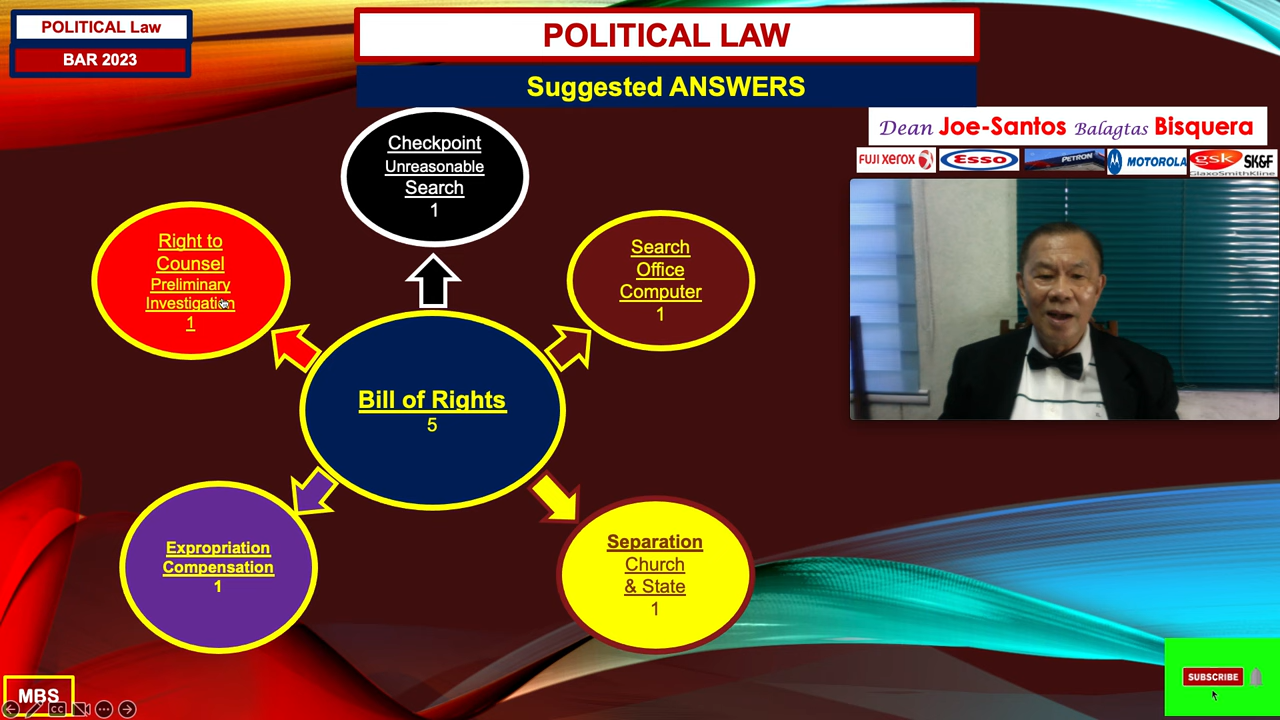 POLITICAL Law
BAR 2023
POLITICAL LAW
Suggested ANSWERS
Dean Joe-Santos Balagtas Bisquera
FUJI XEROX
Esso
PETRON
MOTOROLA
gsk SK&F
GlaxoSmithKline
Checkpoint
Unreasonable
Search
1
Right to
Counsel
Preliminary
Investigation
1
Search
Office
Computer
1
Bill of Rights
5
Expropriation
Compensation
1
Separation
Church
& State
1
MBS
CC
SUBSCRIBE